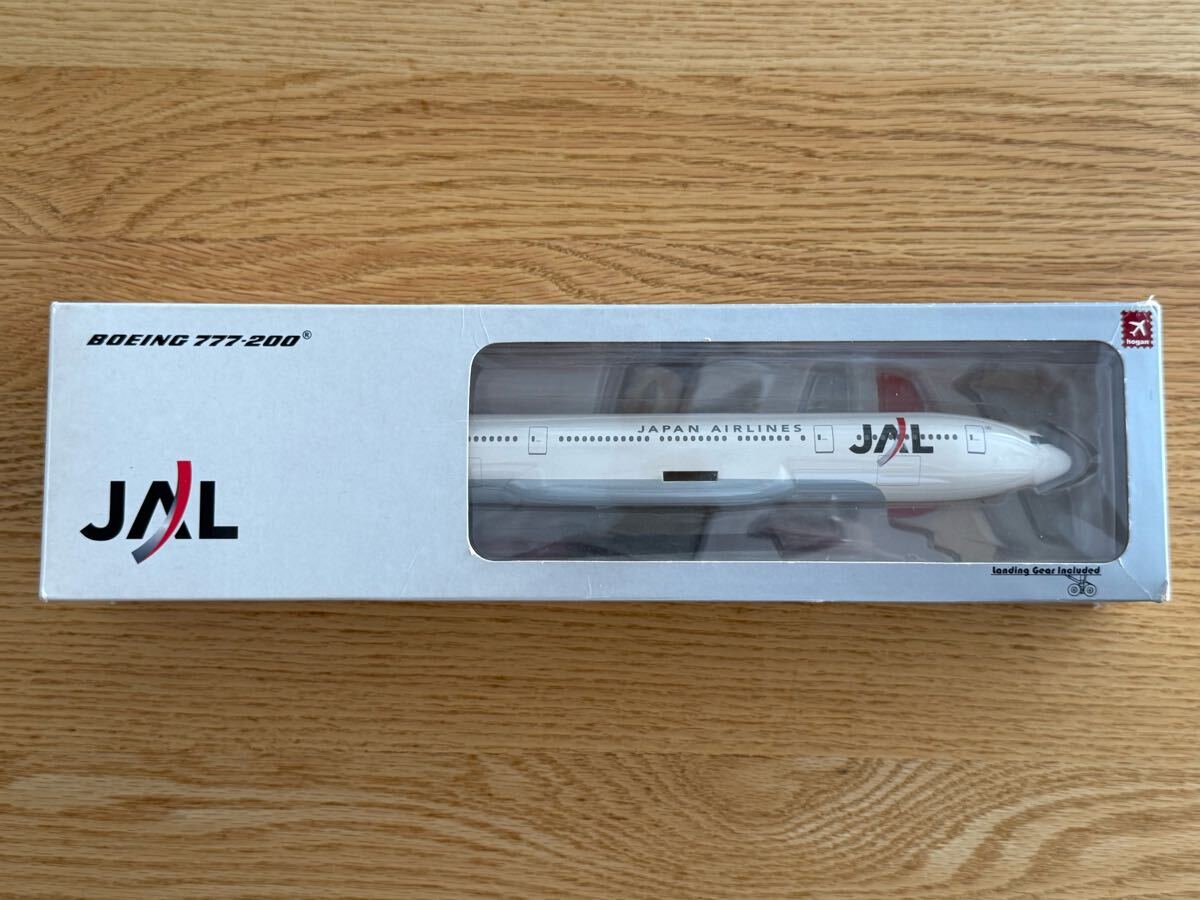 BOEING 777-200®
hogan
JAPAN AIRLINES
JAL
JAL
Landing Gear Included